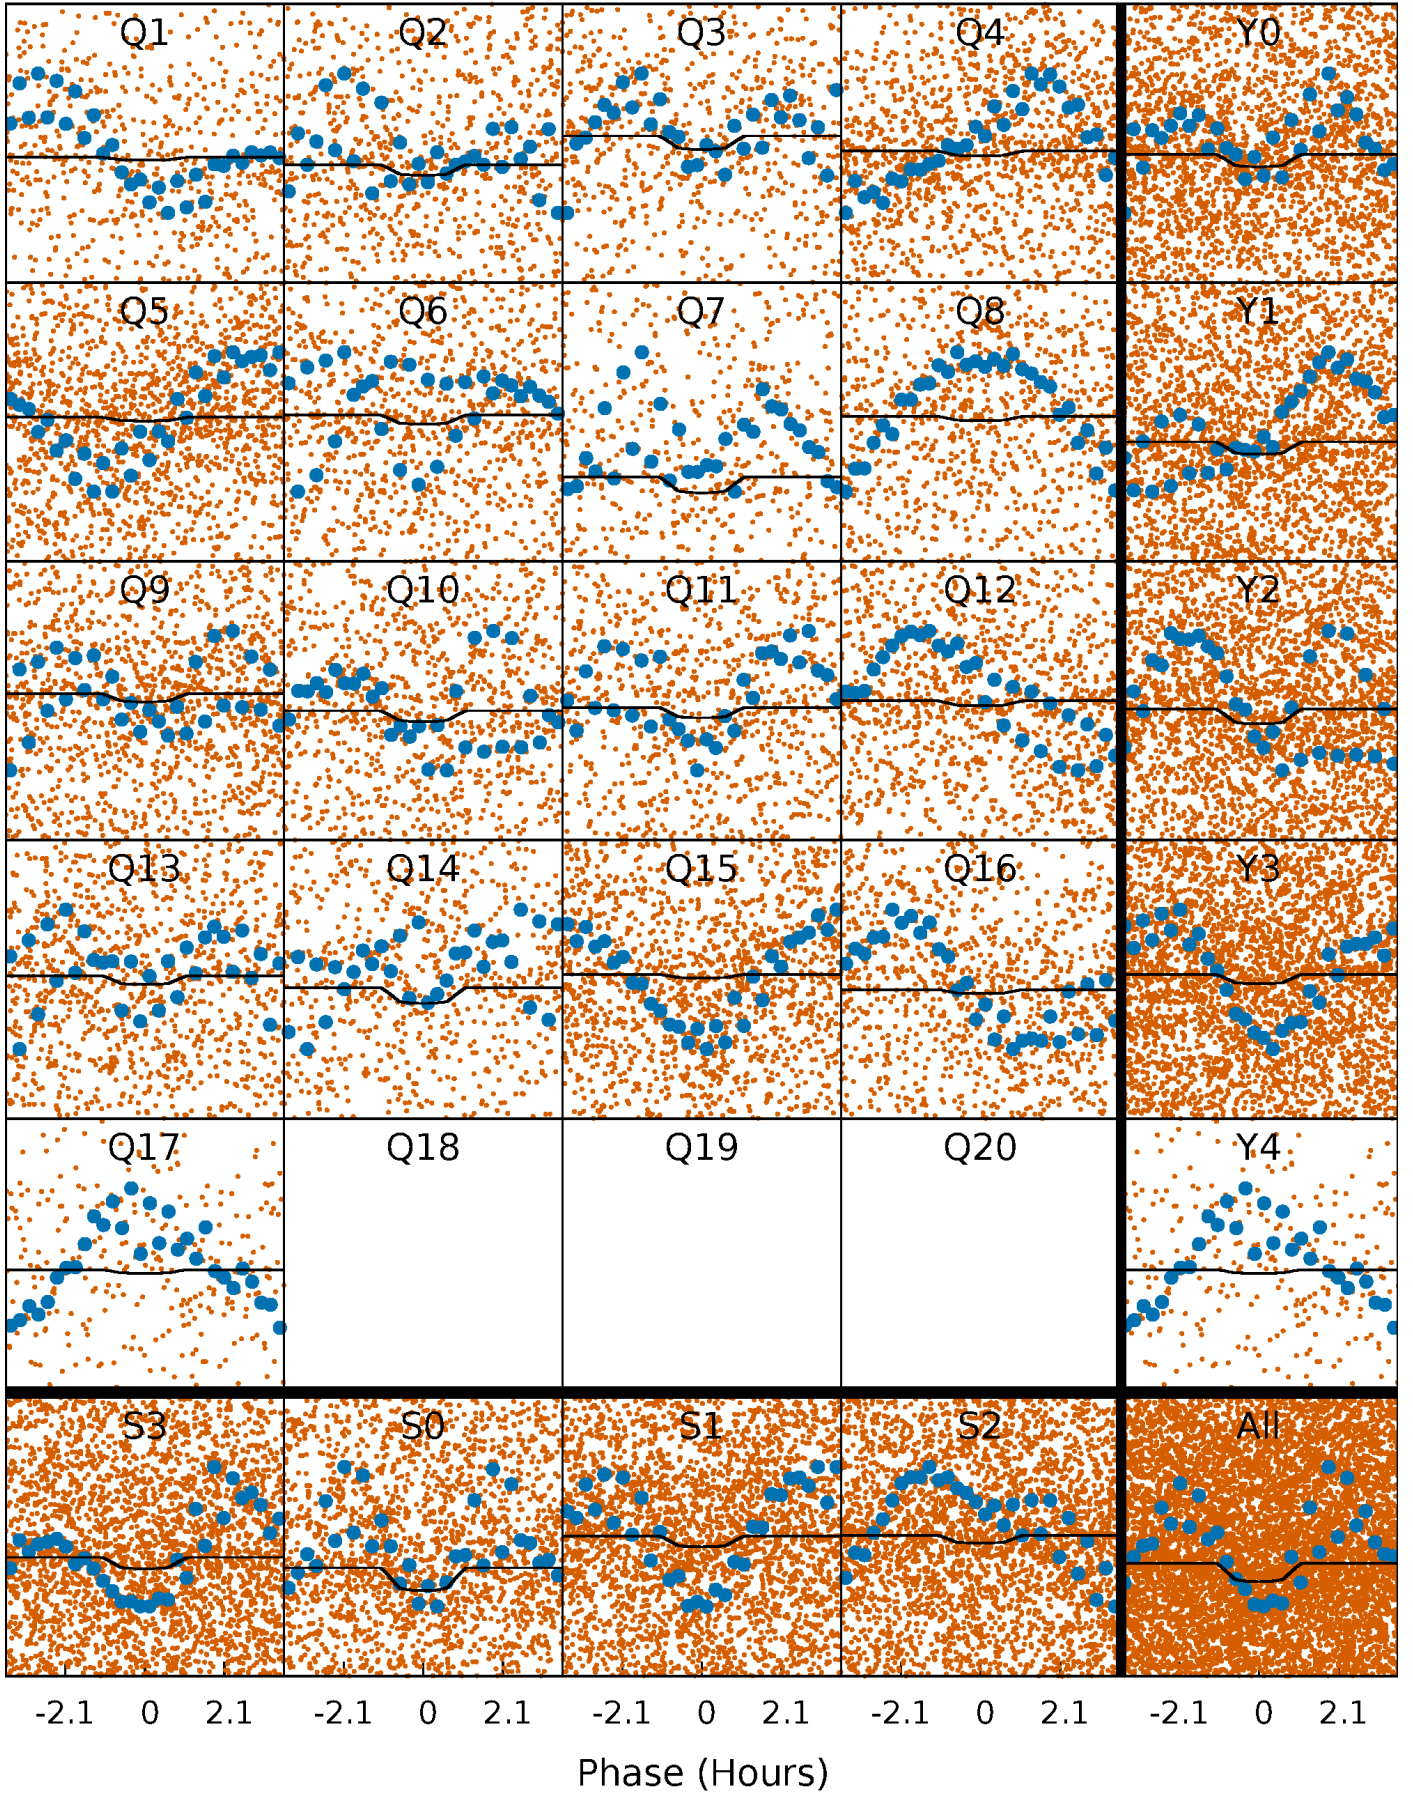 Q1 Q2 Q3 Q4 Y0
Q5 Q6 Q7 Q8 Y1
Q9 Q10 Q11 Q12 Y2
Q13 Q14 Q15 Q16 Y3
Q17 Q18 Q19 Q20 Y4
S3 S0 S1 S2 All
-2.1 0 2.1 -2.1 0 2.1 -2.1 0 2.1 -2.1 0 2.1 -2.1 0 2.1
Phase (Hours)